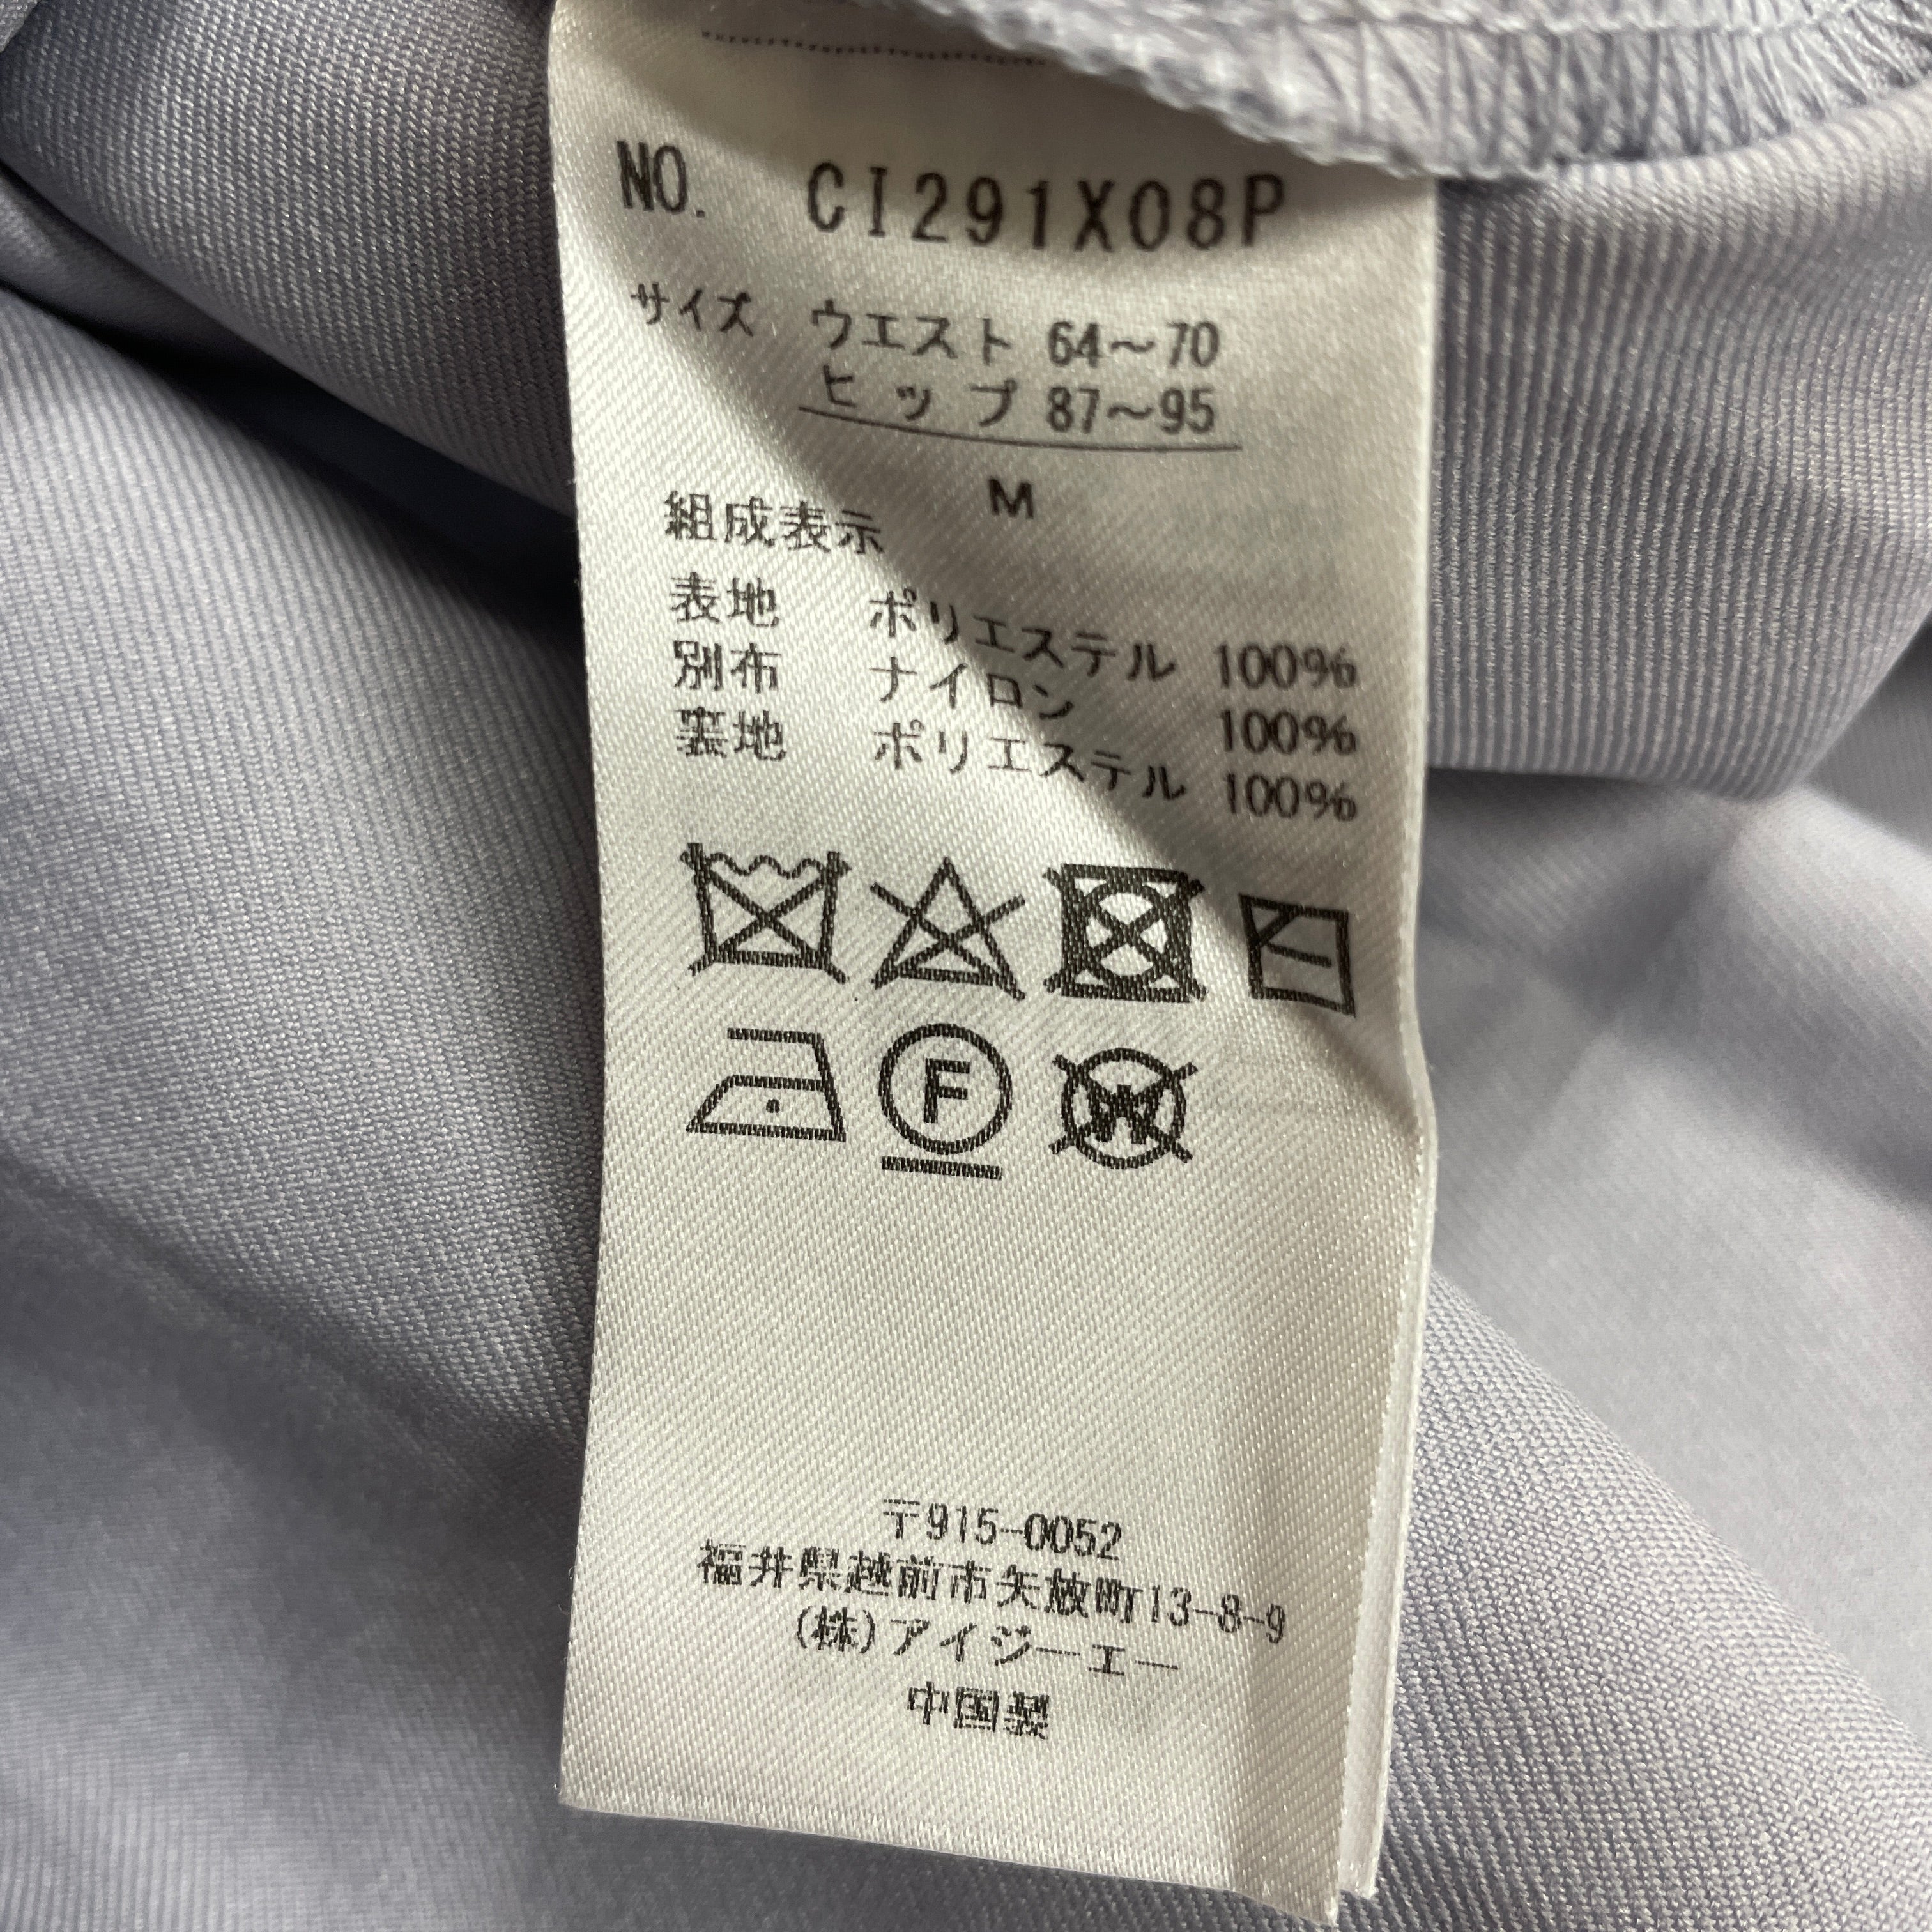 NO. CI291X08P
サイズ ウエスト 64～70
ヒップ 87～95
M
組成表示
表地 ポリエステル 100%
別布 ナイロン 100%
裏地 ポリエステル 100%
F
W
〒915-0052
福井県越前市矢放町13-8-9
(株)アイジーエー
中国製